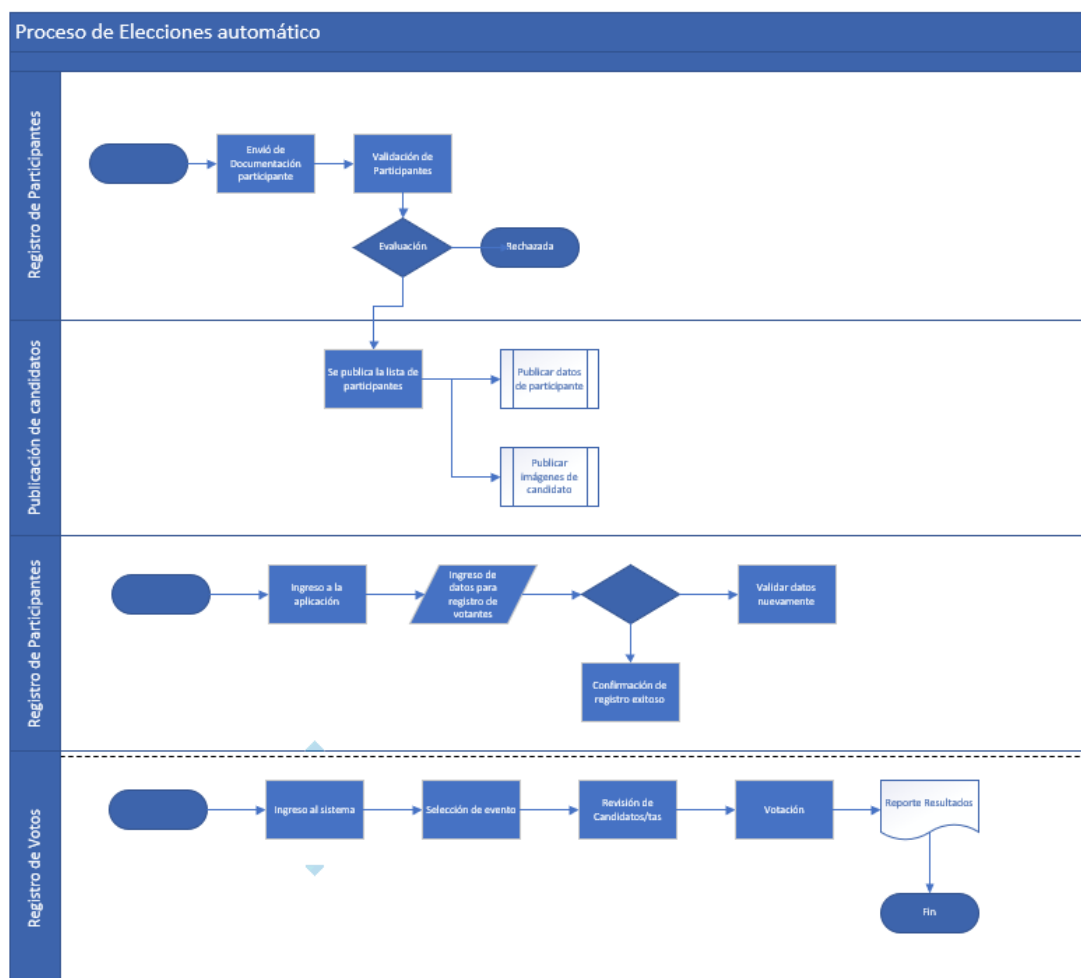 Proceso de Elecciones automático
Registro de Participantes
Envió de
Documentación
participante
Validación de
Participantes
Evaluación
Rechazada
Publicación de candidatos
Se publica la lista de
participantes
Publicar datos
de participante
Publicar
imágenes de
candidato
Registro de Participantes
Ingreso a la
aplicación
Ingreso de
datos para
registro de
votantes
Validar datos
nuevamente
Confirmación de
registro exitoso
Registro de Votos
Ingreso al sistema
Selección de evento
Revisión de
Candidatos/tas
Votación
Reporte Resultados
Fin